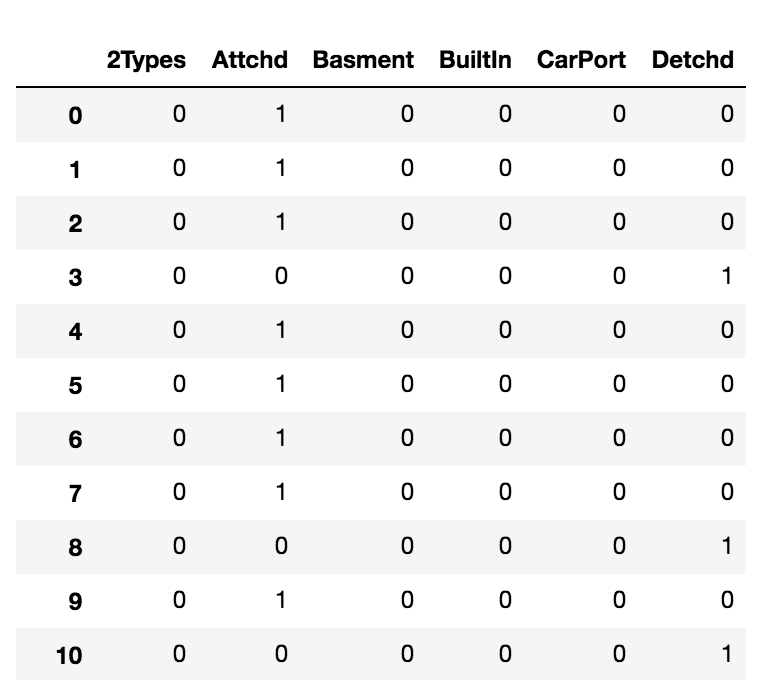 2Types Attchd Basment BuiltIn CarPort Detchd
0 0 1 0 0 0 0
1 0 1 0 0 0 0
2 0 1 0 0 0 0
3 0 0 0 0 0 1
4 0 1 0 0 0 0
5 0 1 0 0 0 0
6 0 1 0 0 0 0
7 0 1 0 0 0 0
8 0 0 0 0 0 1
9 0 1 0 0 0 0
10 0 0 0 0 0 1